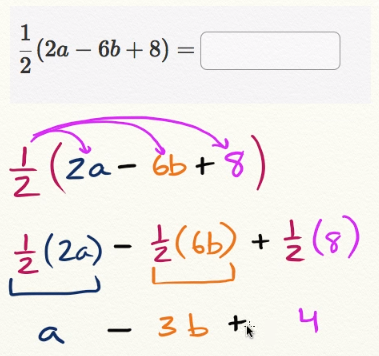 1/2(2a − 6b + 8) =
1/2(2a − 6b + 8)
1/2(2a) − 1/2(6b) + 1/2(8)
a − 3b + 4